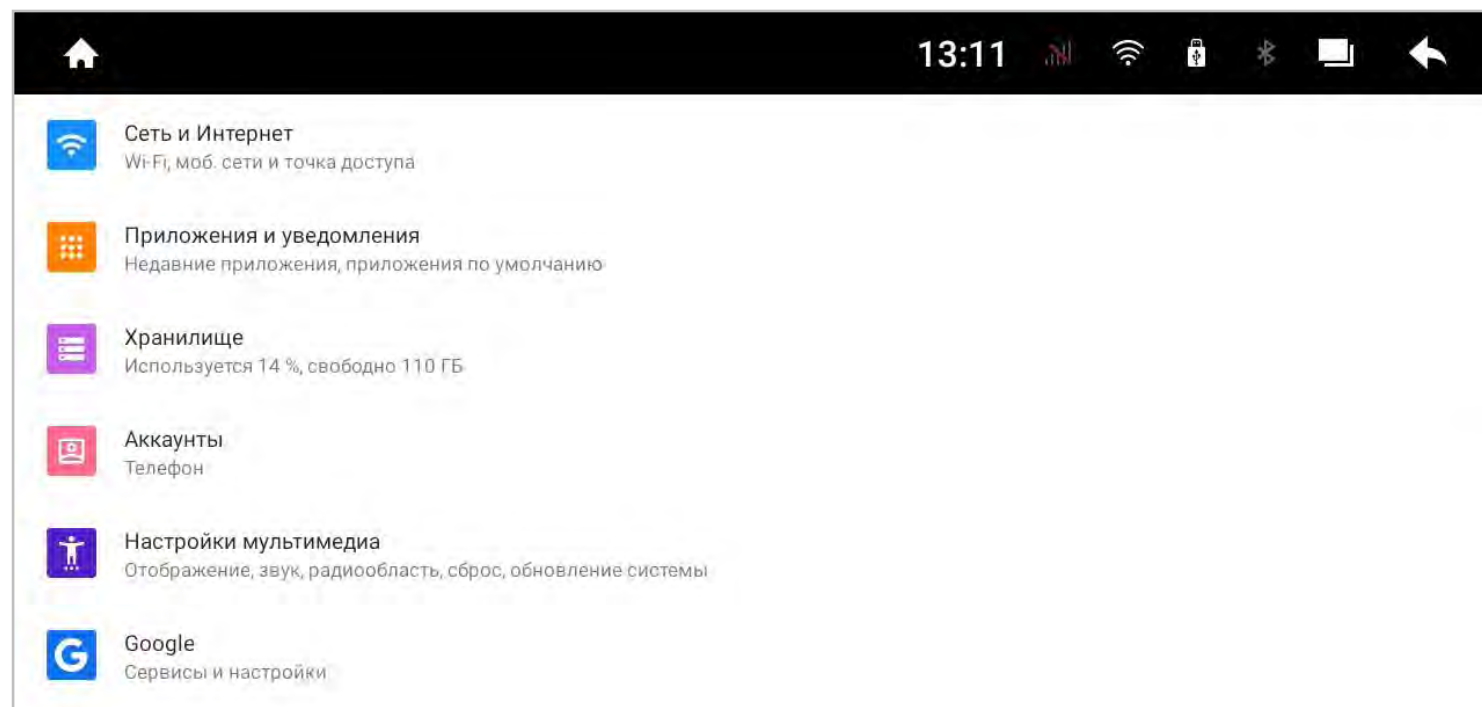 13:11
Сеть и Интернет
Wi-Fi, моб. сети и точка доступа
Приложения и уведомления
Недавние приложения, приложения по умолчанию
Хранилище
Используется 14 %, свободно 110 ГБ
Аккаунты
Телефон
Настройки мультимедиа
Отображение, звук, радиообласть, сброс, обновление системы
Google
Сервисы и настройки